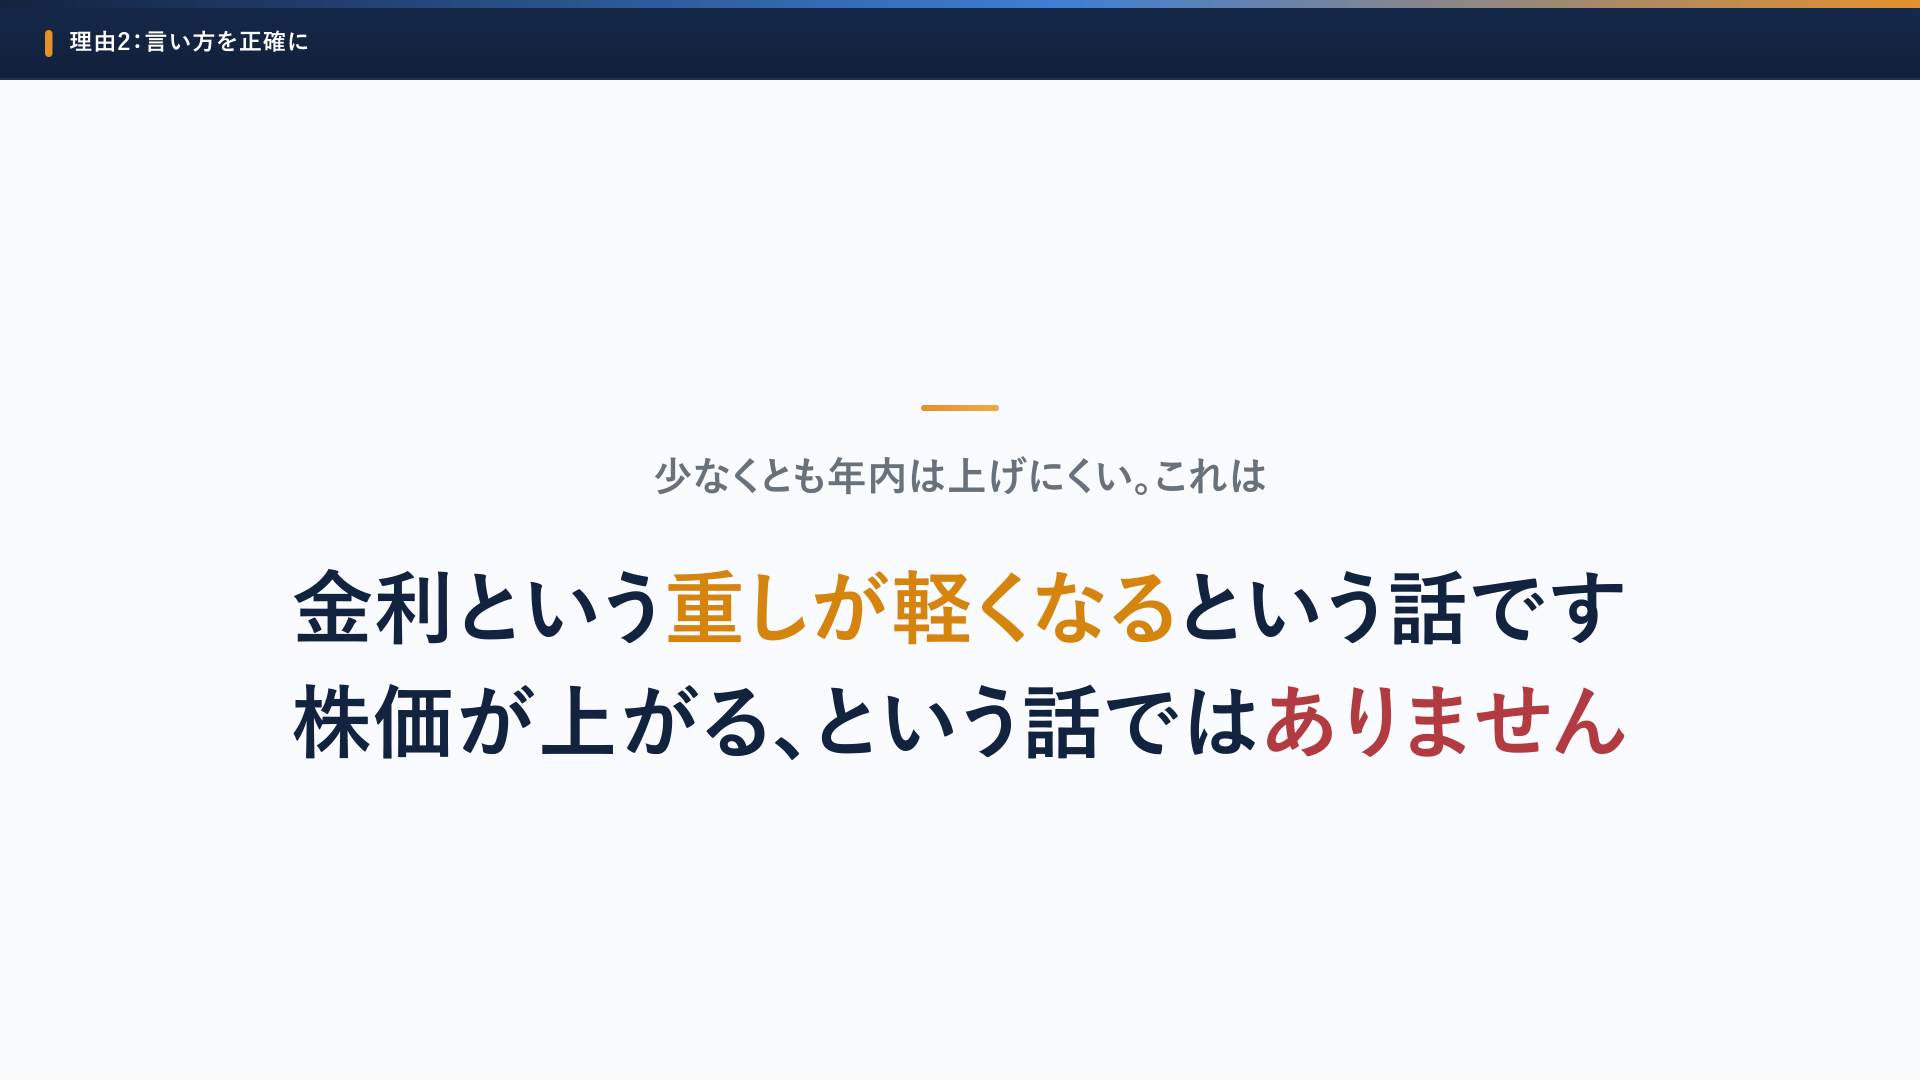 理由2：言い方を正確に
少なくとも年内は上げにくい。これは
金利という重しが軽くなるという話です
株価が上がる、という話ではありません